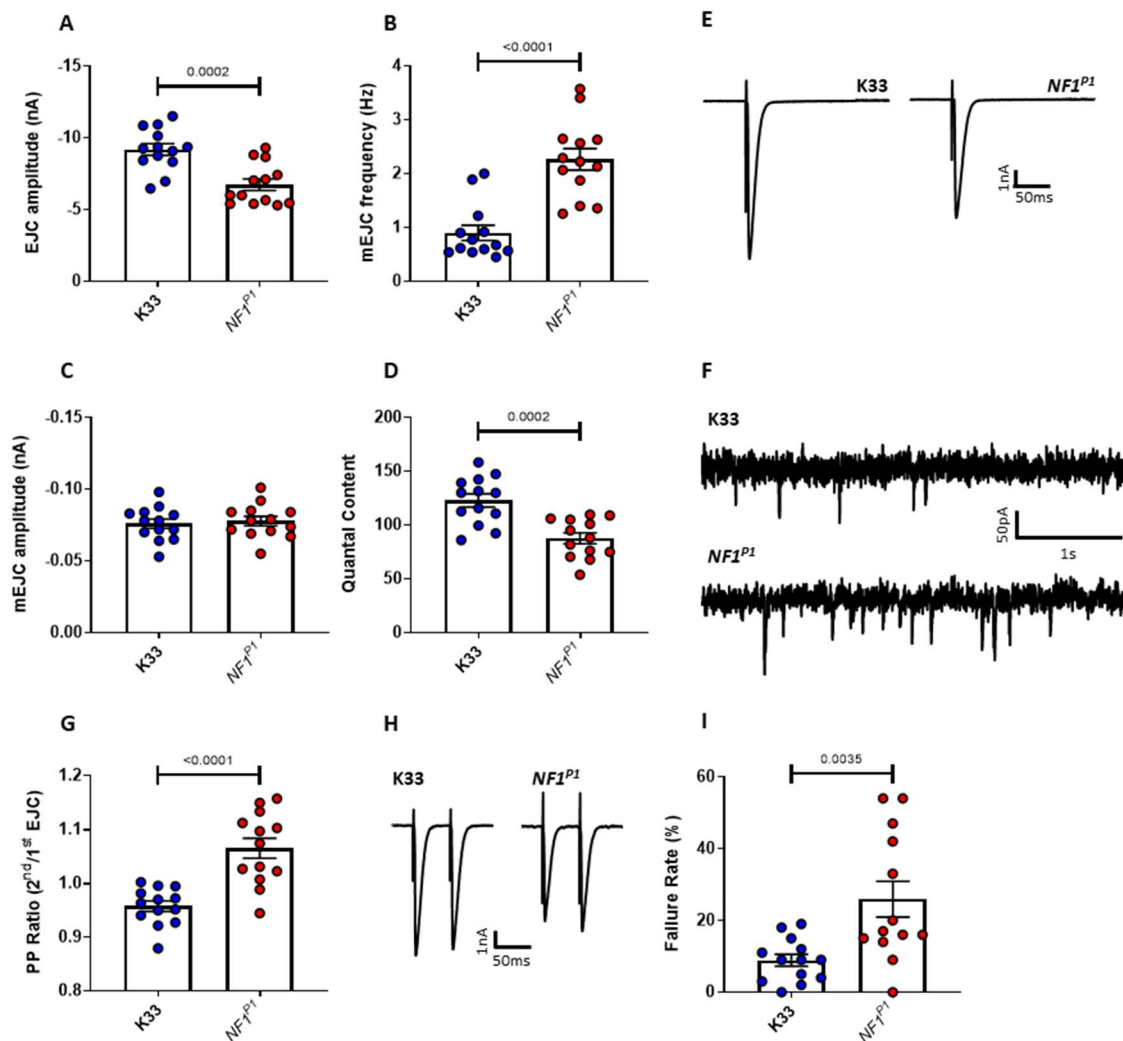 A
EJC amplitude (nA)
-15
-10
-5
0
0.0002
K33
NF1ᴾ¹
B
mEJC frequency (Hz)
4
3
2
1
0
<0.0001
K33
NF1ᴾ¹
E
K33
NF1ᴾ¹
1nA
50ms
C
mEJC amplitude (nA)
-0.15
-0.10
-0.05
0.00
K33
NF1ᴾ¹
D
Quantal Content
200
150
100
50
0
0.0002
K33
NF1ᴾ¹
F
K33
50pA
1s
NF1ᴾ¹
G
PP Ratio (2ⁿᵈ/1ˢᵗ EJC)
1.2
1.1
1.0
0.9
0.8
<0.0001
K33
NF1ᴾ¹
H
K33
NF1ᴾ¹
1nA
50ms
I
Failure Rate (%)
60
40
20
0
0.0035
K33
NF1ᴾ¹